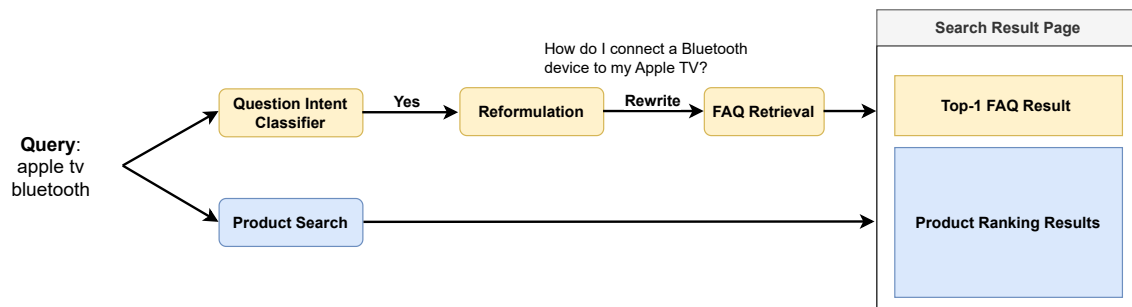 Search Result Page
How do I connect a Bluetooth
device to my Apple TV?
Question Intent
Classifier
Yes
Reformulation
Rewrite
FAQ Retrieval
Top-1 FAQ Result
Query:
apple tv
bluetooth
Product Search
Product Ranking Results